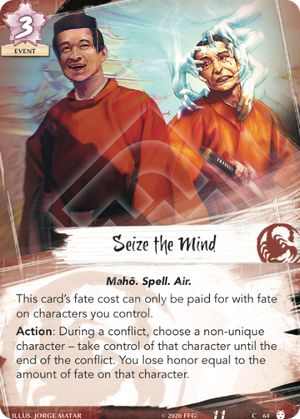 3
EVENT
Seize the Mind
Mahō. Spell. Air.
This card's fate cost can only be paid for with fate
on characters you control.
Action: During a conflict, choose a non-unique
character – take control of that character until the
end of the conflict. You lose honor equal to the
amount of fate on that character.
ILLUS. JORGE MATAR
© 2020 FFG
11
C 64